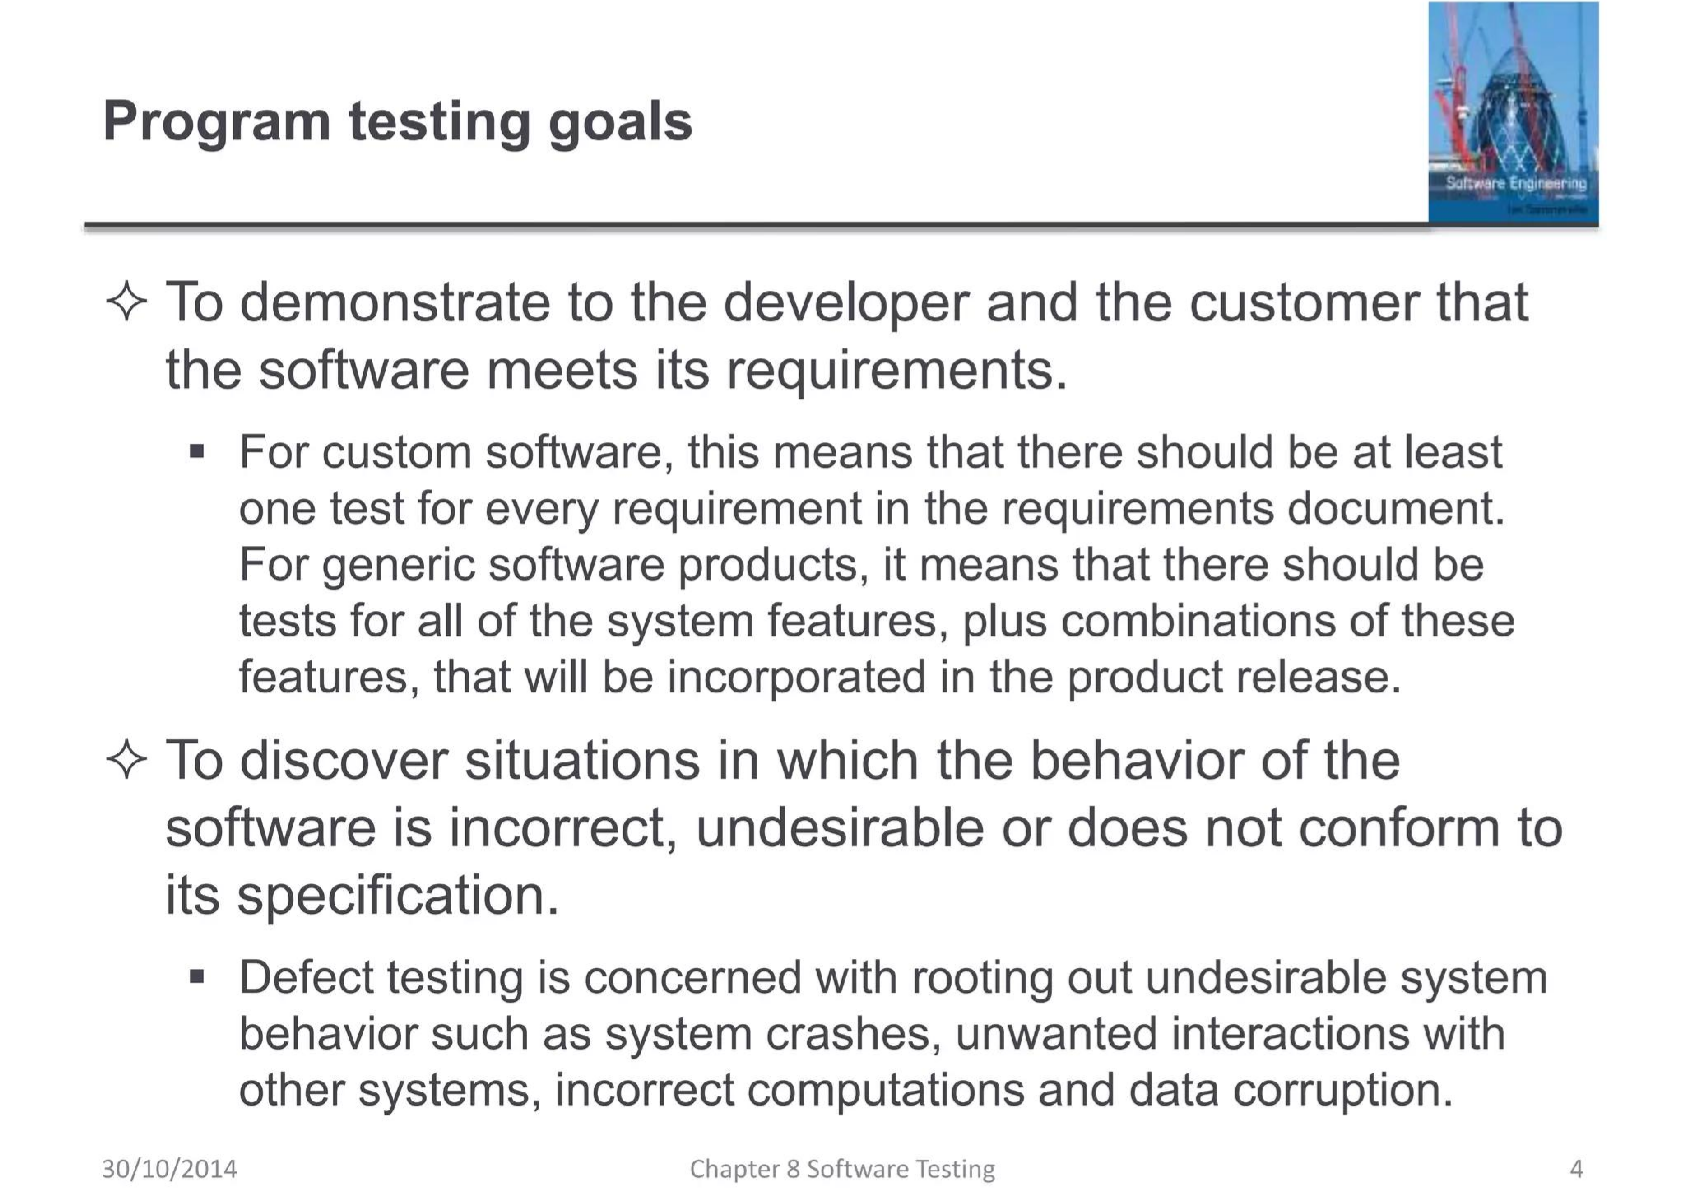 Program testing goals
Software Engineering
Ian Sommerville
✧ To demonstrate to the developer and the customer that
the software meets its requirements.
▪ For custom software, this means that there should be at least
one test for every requirement in the requirements document.
For generic software products, it means that there should be
tests for all of the system features, plus combinations of these
features, that will be incorporated in the product release.
✧ To discover situations in which the behavior of the
software is incorrect, undesirable or does not conform to
its specification.
▪ Defect testing is concerned with rooting out undesirable system
behavior such as system crashes, unwanted interactions with
other systems, incorrect computations and data corruption.
30/10/2014
Chapter 8 Software Testing
4